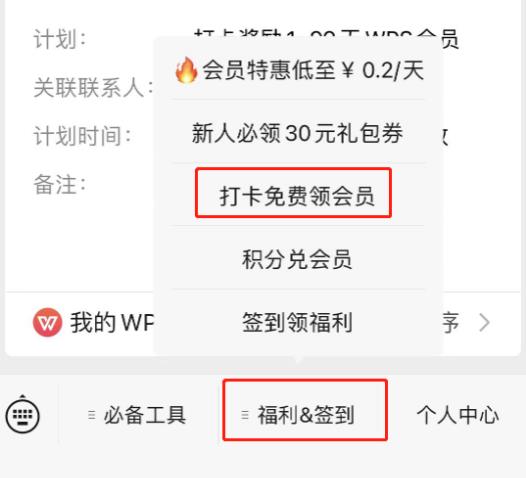 计划：
关联联系人：
计划时间：
备注：
🔥会员特惠低至￥0.2/天
新人必领30元礼包券
打卡免费领会员
积分兑会员
签到领福利
我的WP
序
必备工具
福利&签到
个人中心